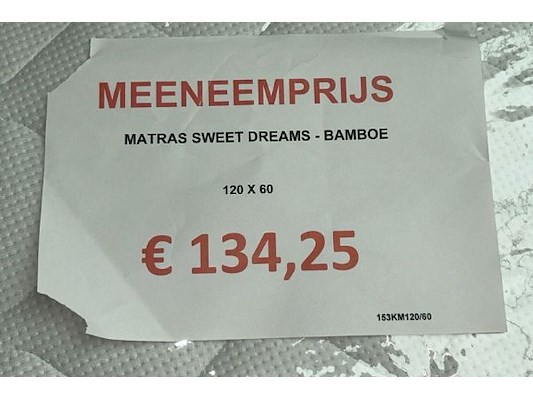 MEENEEMPRIJS
MATRAS SWEET DREAMS - BAMBOE
120 X 60
€ 134,25
153KM120/60